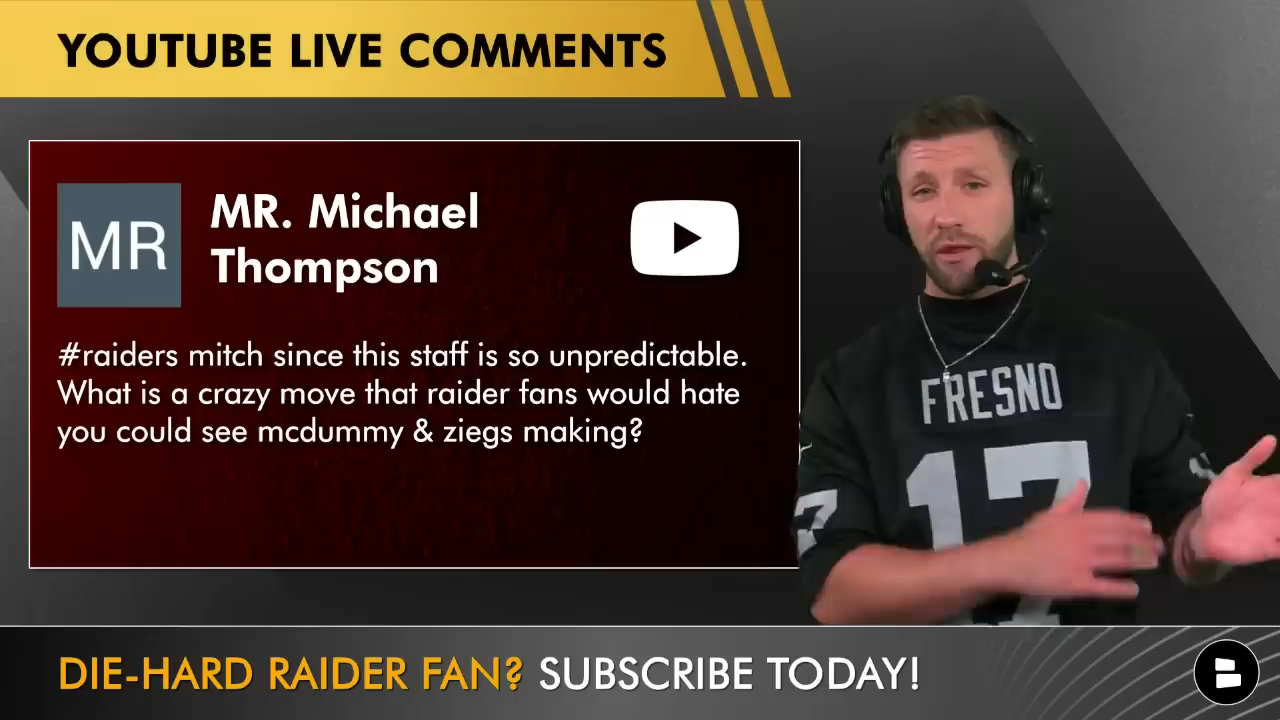 YOUTUBE LIVE COMMENTS
MR
MR. Michael
Thompson
#raiders mitch since this staff is so unpredictable.
What is a crazy move that raider fans would hate
you could see mcdummy & ziegs making?
FRESNO
17
7
DIE-HARD RAIDER FAN? SUBSCRIBE TODAY!